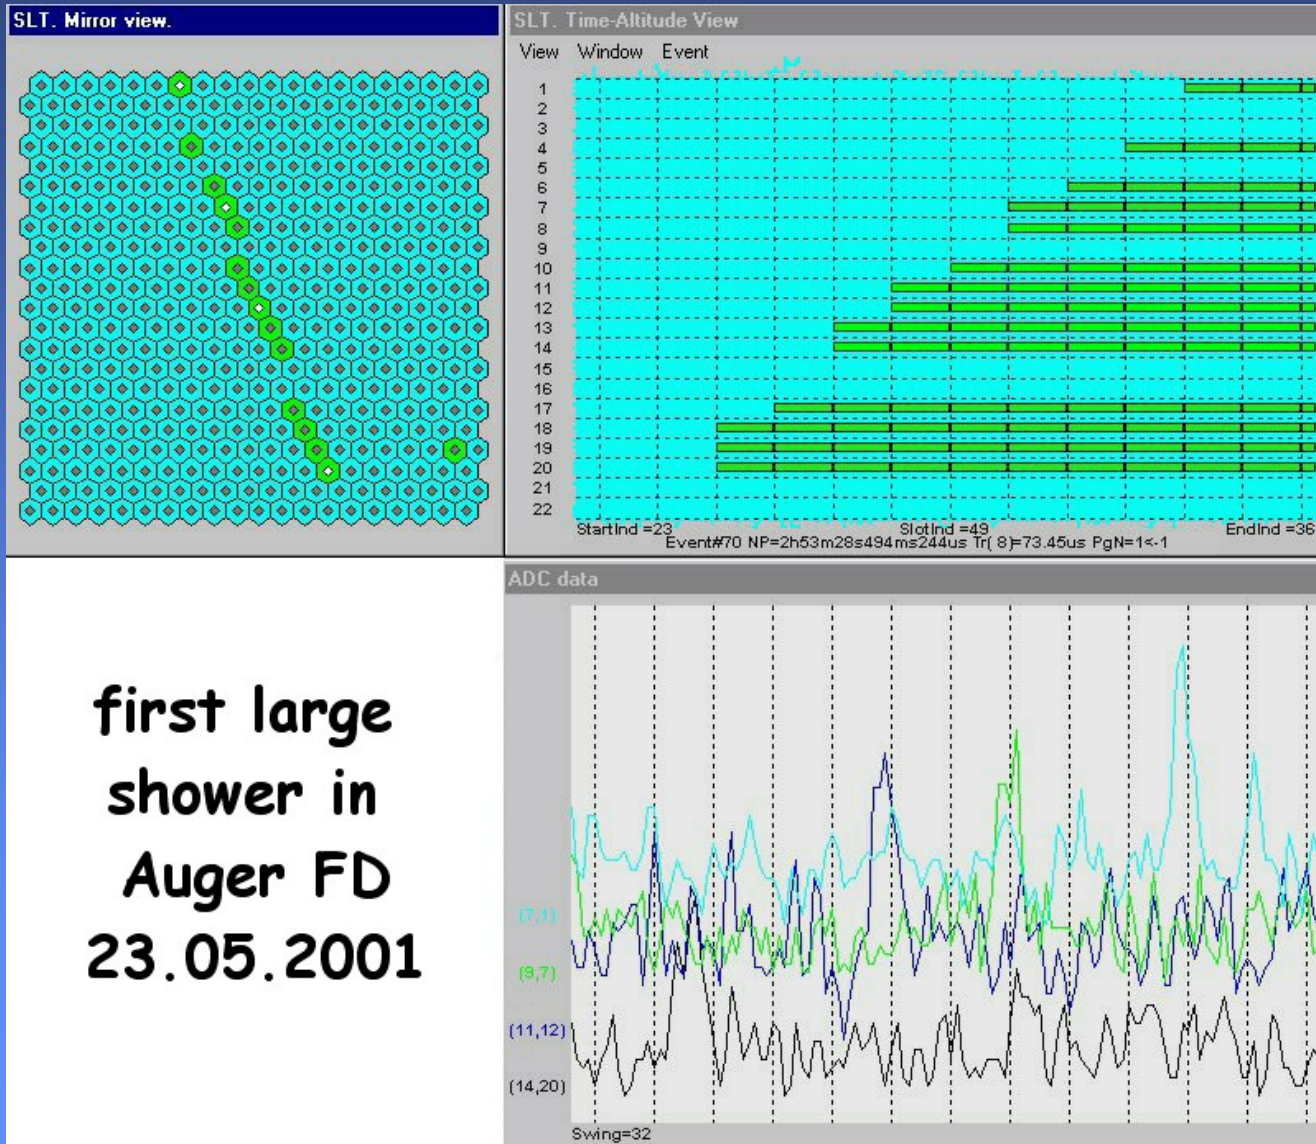 SLT. Mirror view.
SLT. Time-Altitude View
View Window Event
1
2
3
4
5
6
7
8
9
10
11
12
13
14
15
16
17
18
19
20
21
22
StartInd =23 SlotInd =49 EndInd =36
Event#70 NP=2h53m28s494ms244us Tr( 8)=73.45us PgN=1<-1
first large
shower in
Auger FD
23.05.2001
ADC data
(7,1)
(9,7)
(11,12)
(14,20)
Swing=32